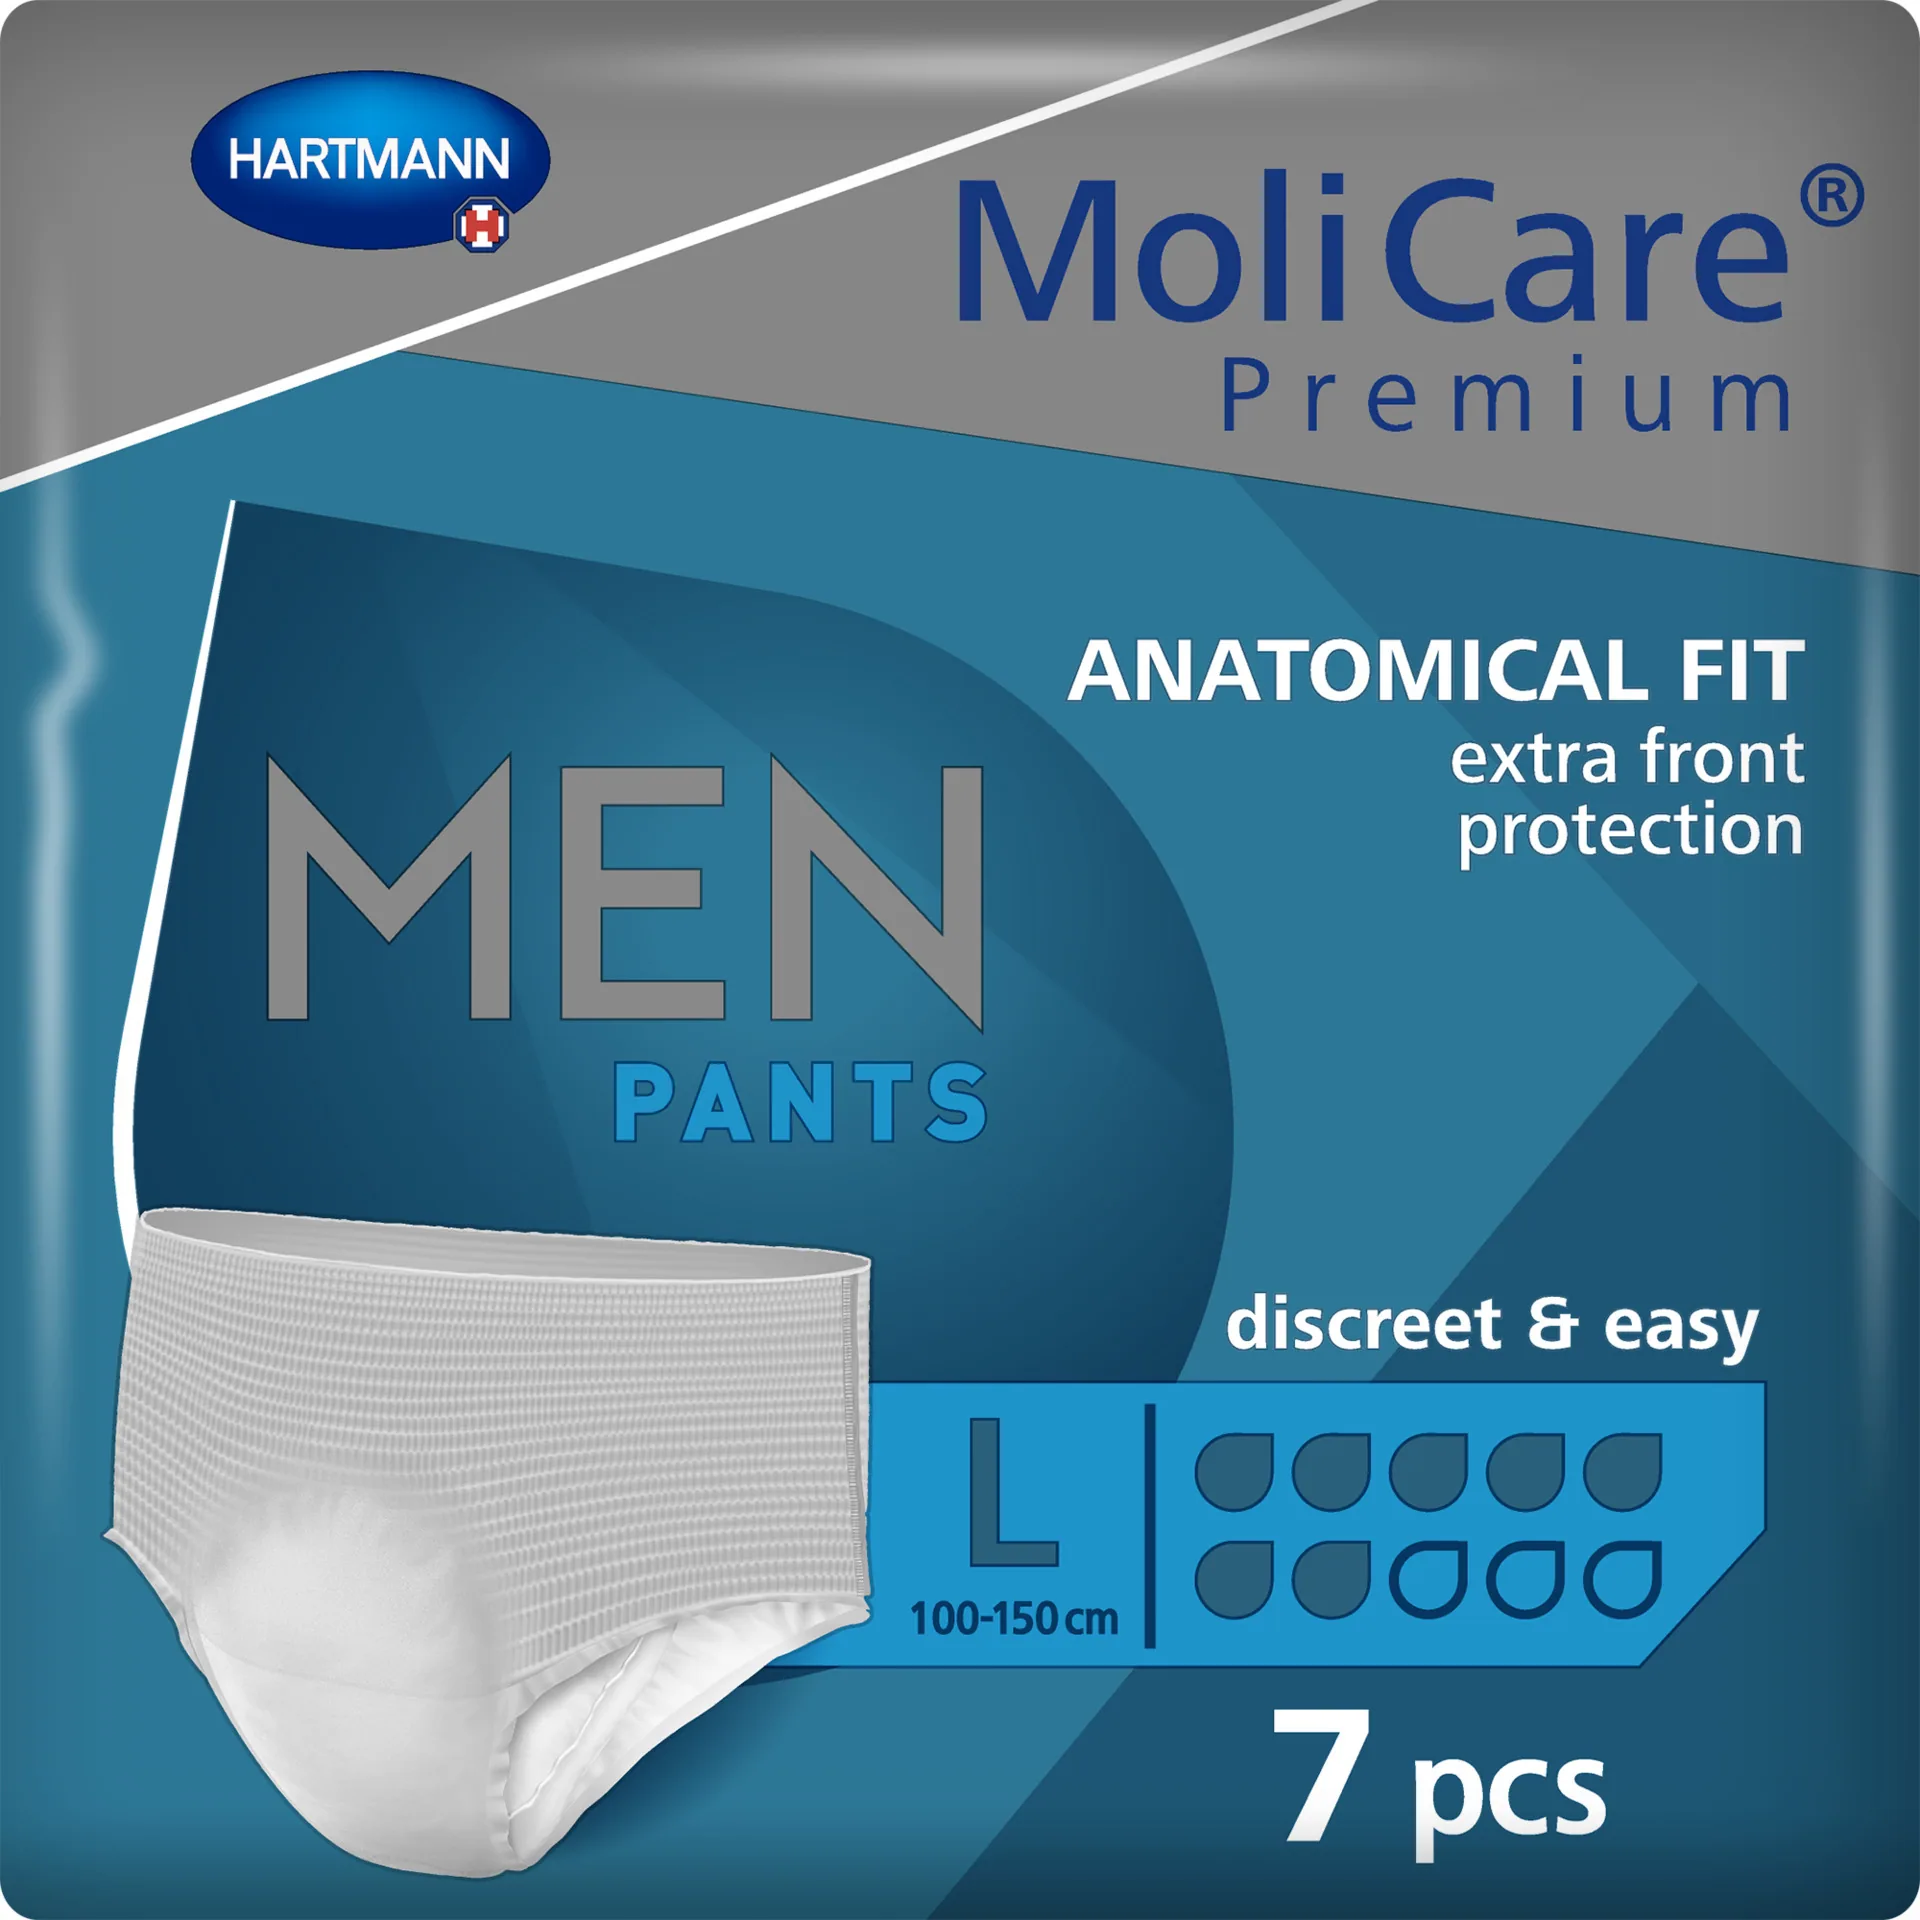 HARTMANN
H
MoliCare®
Premium
ANATOMICAL FIT
extra front
protection
MEN
PANTS
discreet & easy
L
100-150 cm
7 pcs